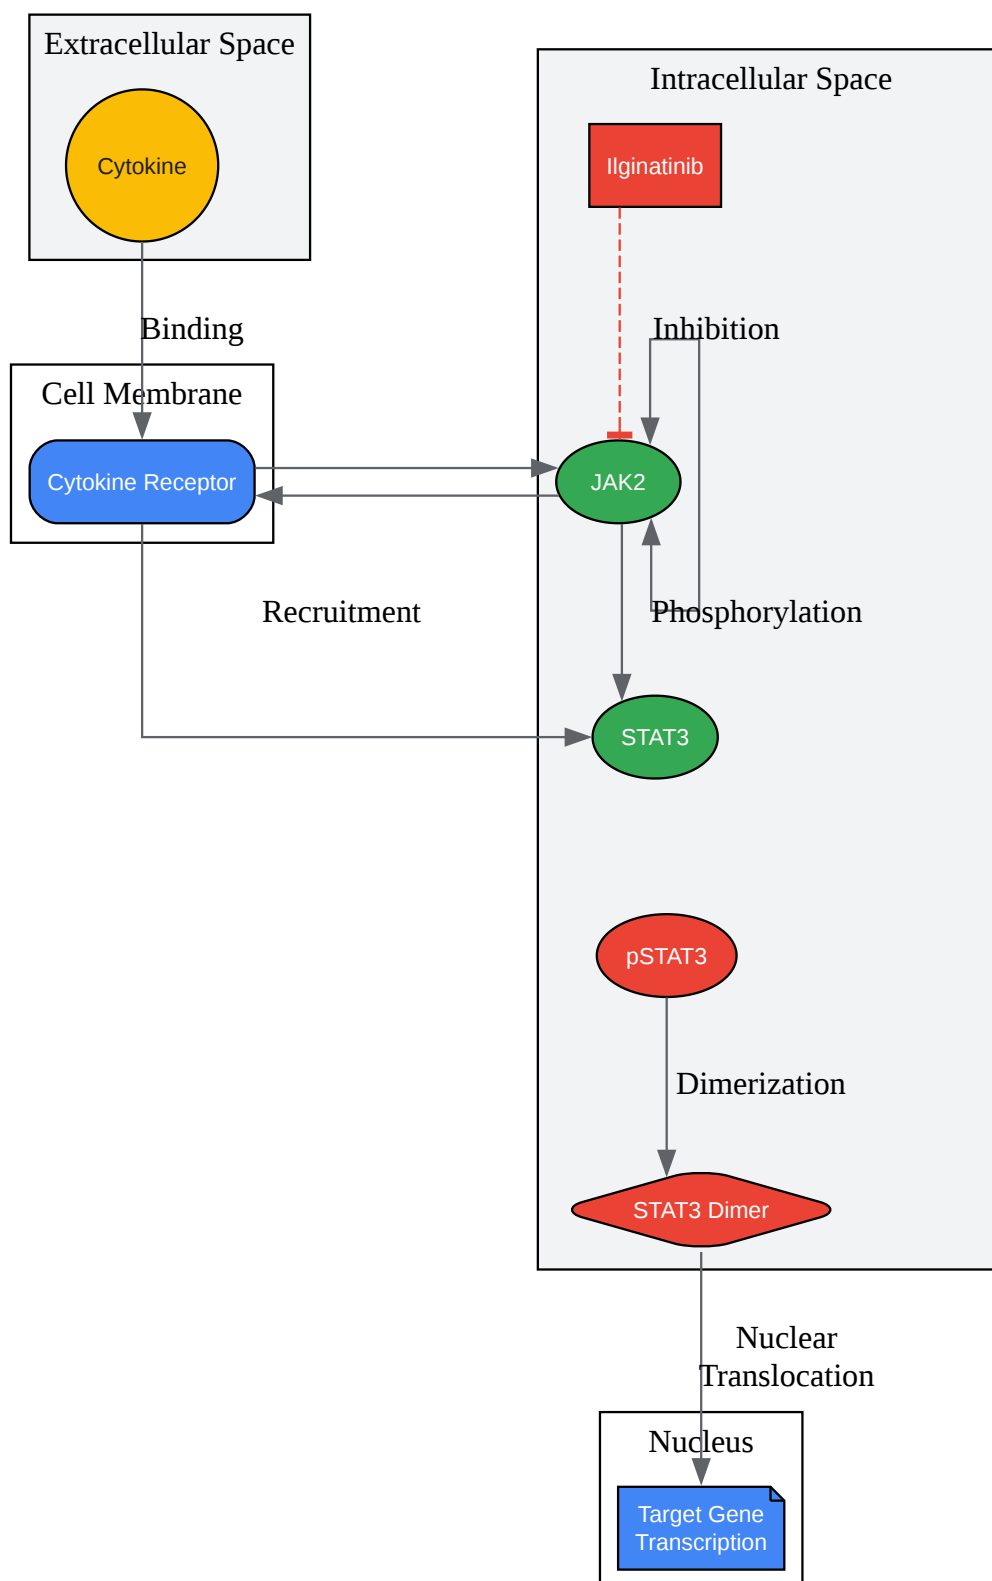 Extracellular Space
Intracellular Space
Cytokine
Ilginatinib
Binding
Inhibition
Cell Membrane
Cytokine Receptor
JAK2
Recruitment
Phosphorylation
STAT3
pSTAT3
Dimerization
STAT3 Dimer
Nuclear
Translocation
Nucleus
Target Gene
Transcription